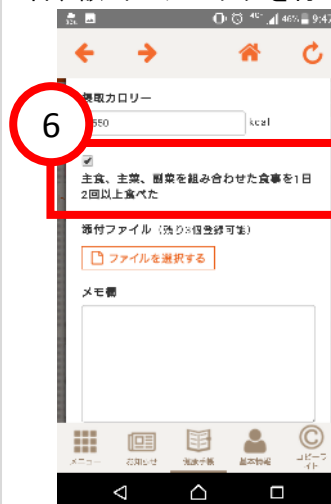 46% 9:47
摂取カロリー
6
650 kcal
主食、主菜、副菜を組み合わせた食事を1日
2回以上食べた
添付ファイル（残り3個登録可能）
ファイルを選択する
メモ欄
メニュー お知らせ 健康手帳 基本情報 コピーライト